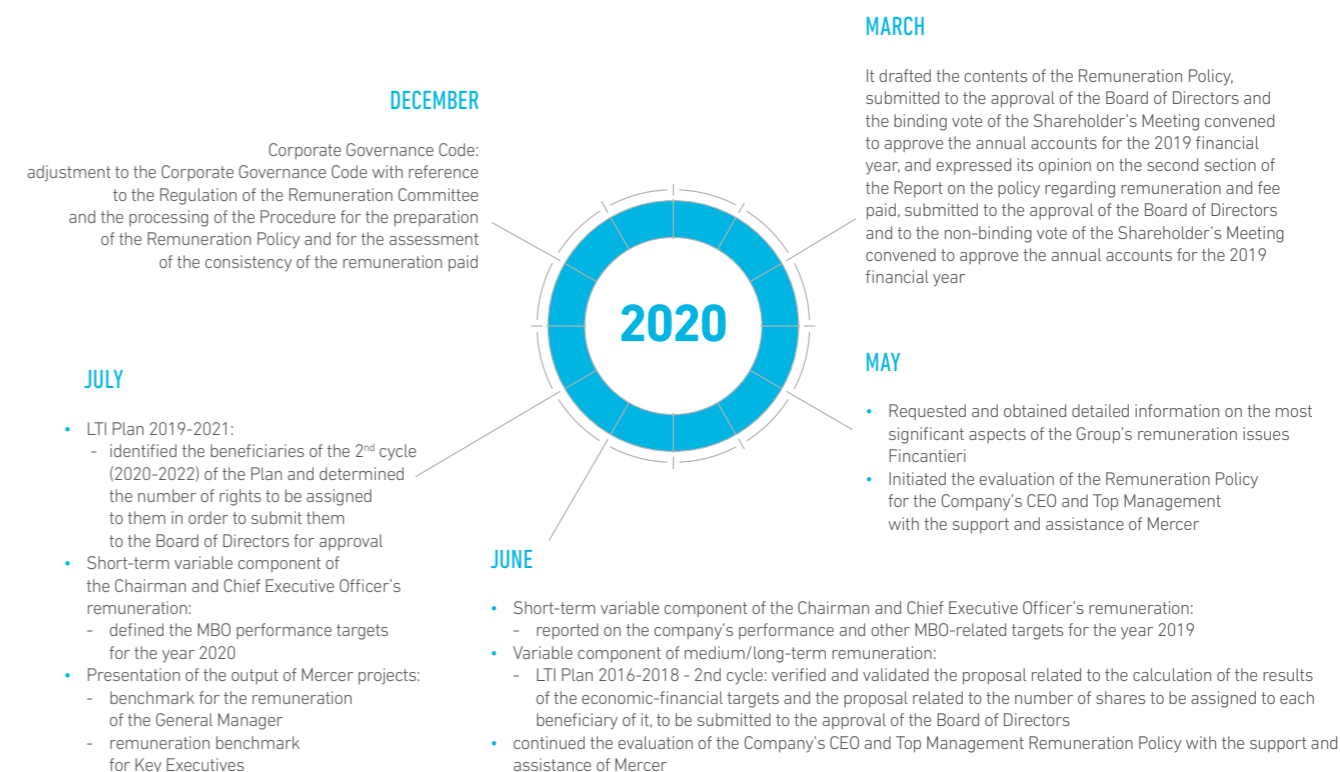 MARCH
It drafted the contents of the Remuneration Policy,
submitted to the approval of the Board of Directors and
the binding vote of the Shareholder's Meeting convened
to approve the annual accounts for the 2019 financial
year, and expressed its opinion on the second section of
the Report on the policy regarding remuneration and fee
paid, submitted to the approval of the Board of Directors
and to the non-binding vote of the Shareholder's Meeting
convened to approve the annual accounts for the 2019
financial year
DECEMBER
Corporate Governance Code:
adjustment to the Corporate Governance Code with reference
to the Regulation of the Remuneration Committee
and the processing of the Procedure for the preparation
of the Remuneration Policy and for the assessment
of the consistency of the remuneration paid
2020
MAY
• Requested and obtained detailed information on the most
significant aspects of the Group's remuneration issues
Fincantieri
• Initiated the evaluation of the Remuneration Policy
for the Company's CEO and Top Management
with the support and assistance of Mercer
JULY
• LTI Plan 2019-2021:
- identified the beneficiaries of the 2nd cycle
(2020-2022) of the Plan and determined
the number of rights to be assigned
to them in order to submit them
to the Board of Directors for approval
• Short-term variable component of
the Chairman and Chief Executive Officer's
remuneration:
- defined the MBO performance targets
for the year 2020
• Presentation of the output of Mercer projects:
- benchmark for the remuneration
of the General Manager
- remuneration benchmark
for Key Executives
JUNE
• Short-term variable component of the Chairman and Chief Executive Officer's remuneration:
- reported on the company's performance and other MBO-related targets for the year 2019
• Variable component of medium/long-term remuneration:
- LTI Plan 2016-2018 - 2nd cycle: verified and validated the proposal related to the calculation of the results
of the economic-financial targets and the proposal related to the number of shares to be assigned to each
beneficiary of it, to be submitted to the approval of the Board of Directors
• continued the evaluation of the Company's CEO and Top Management Remuneration Policy with the support and
assistance of Mercer